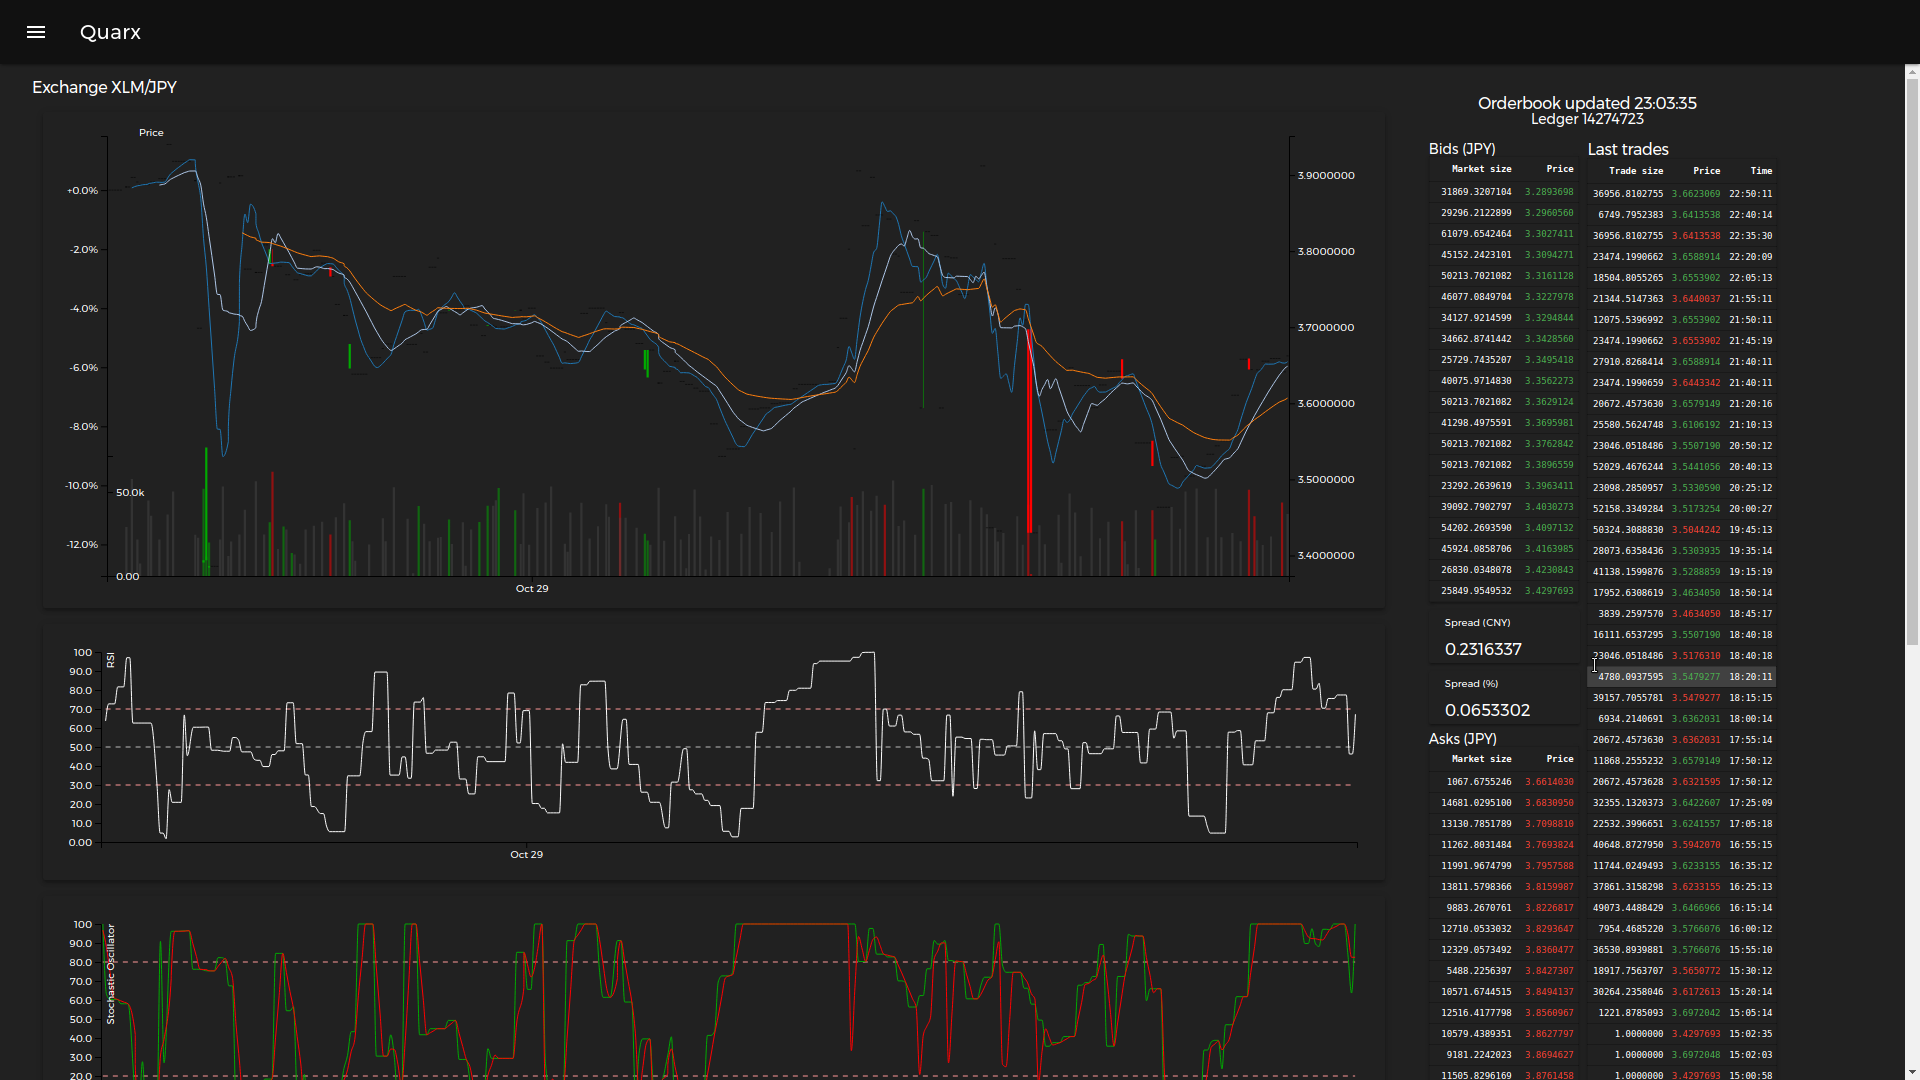 Quarx
Exchange XLM/JPY
Price
+0.0%
-2.0%
-4.0%
-6.0%
-8.0%
-10.0%
-12.0%
50.0k
0.00
3.9000000
3.8000000
3.7000000
3.6000000
3.5000000
3.4000000
Oct 29
RSI
100
90.0
80.0
70.0
60.0
50.0
40.0
30.0
20.0
10.0
0.00
Oct 29
Stochastic Oscillator
100
90.0
80.0
70.0
60.0
50.0
40.0
30.0
20.0
Orderbook updated 23:03:35
Ledger 14274723
Bids (JPY)
Market size Price
31869.3207104 3.2893698
29296.2122899 3.2960560
61079.6542464 3.3027411
45152.2423101 3.3094271
50213.7021082 3.3161128
46077.0849704 3.3227978
34127.9214599 3.3294844
34662.8741442 3.3428560
25729.7435207 3.3495418
40075.9714830 3.3562273
50213.7021082 3.3629124
41298.4975591 3.3695981
50213.7021082 3.3762842
50213.7021082 3.3896559
23292.2639619 3.3963411
39092.7902797 3.4030273
54202.2693590 3.4097132
45924.0858706 3.4163985
26830.0348078 3.4230843
25849.9549532 3.4297693
Spread (CNY)
0.2316337
Spread (%)
0.0653302
Asks (JPY)
Market size Price
1067.6755246 3.6614030
14681.0295100 3.6830950
13130.7851789 3.7098810
11262.8031484 3.7693824
11991.9674799 3.7957588
13811.5798366 3.8159987
9883.2670761 3.8226817
12710.0533032 3.8293647
12329.0573492 3.8360477
5488.2256397 3.8427307
10571.6744515 3.8494137
12516.4177798 3.8560967
10579.4389351 3.8627797
9181.2242023 3.8694627
11505.8296169 3.8761458
Last trades
Trade size Price Time
36956.8102755 3.6623069 22:50:11
6749.7952383 3.6413538 22:40:14
36956.8102755 3.6413538 22:35:30
23474.1990662 3.6588914 22:20:09
18504.8055265 3.6553902 22:05:13
21344.5147363 3.6440037 21:55:11
12075.5396992 3.6553902 21:50:11
23474.1990662 3.6553902 21:45:19
27910.8268414 3.6588914 21:40:11
23474.1990659 3.6443342 21:40:11
20672.4573630 3.6579149 21:20:16
25580.5624748 3.6106192 21:10:13
23046.0518486 3.5507190 20:50:12
52029.4676244 3.5441056 20:40:13
23098.2850957 3.5330590 20:25:12
52158.3349284 3.5173254 20:00:27
50324.3088830 3.5044242 19:45:13
28073.6358436 3.5303935 19:35:14
41138.1599876 3.5288859 19:15:19
17952.6308619 3.4634050 18:50:14
3839.2597570 3.4634050 18:45:17
16111.6537295 3.5507190 18:40:18
23046.0518486 3.5176310 18:40:18
4780.0937595 3.5479277 18:20:11
39157.7055781 3.5479277 18:15:15
6934.2140691 3.6362031 18:00:14
20672.4573630 3.6362031 17:55:14
11868.2555232 3.6579149 17:50:12
20672.4573628 3.6321595 17:50:12
32355.1320373 3.6422607 17:25:09
22532.3996651 3.6241557 17:05:18
40648.8727950 3.5942070 16:55:15
11744.0249493 3.6233155 16:35:12
37861.3158298 3.6233155 16:25:13
49073.4488429 3.6466966 16:15:14
7954.4685220 3.5766076 16:00:12
36530.8939881 3.5766076 15:55:10
18917.7563707 3.5650772 15:30:12
30264.2358046 3.6172613 15:20:14
1221.8785093 3.6972042 15:05:14
1.0000000 3.4297693 15:02:35
1.0000000 3.6972048 15:02:03
1.0000000 3.4297693 15:00:58